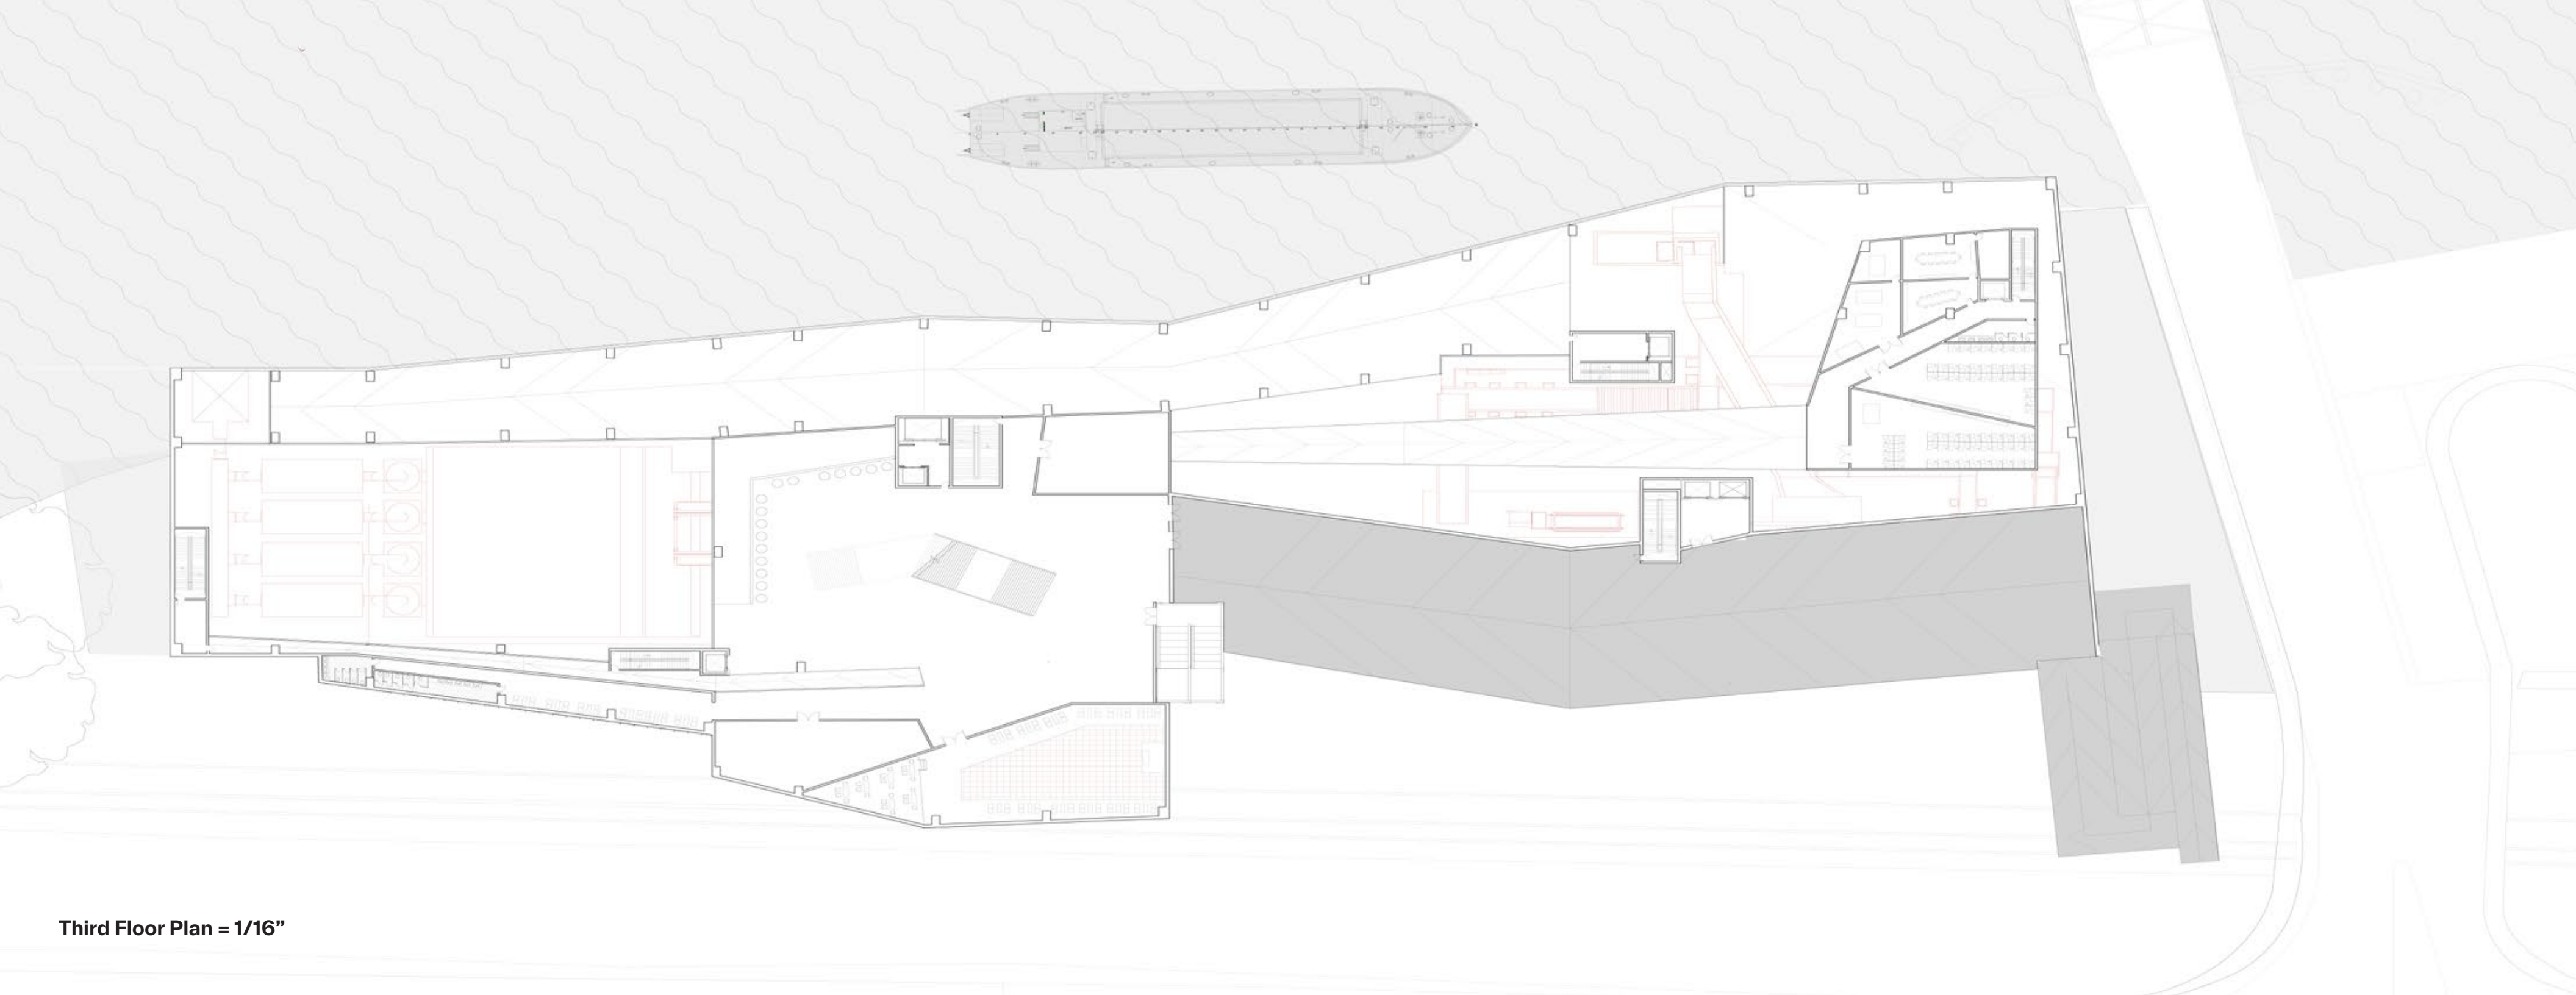 Third Floor Plan = 1/16”